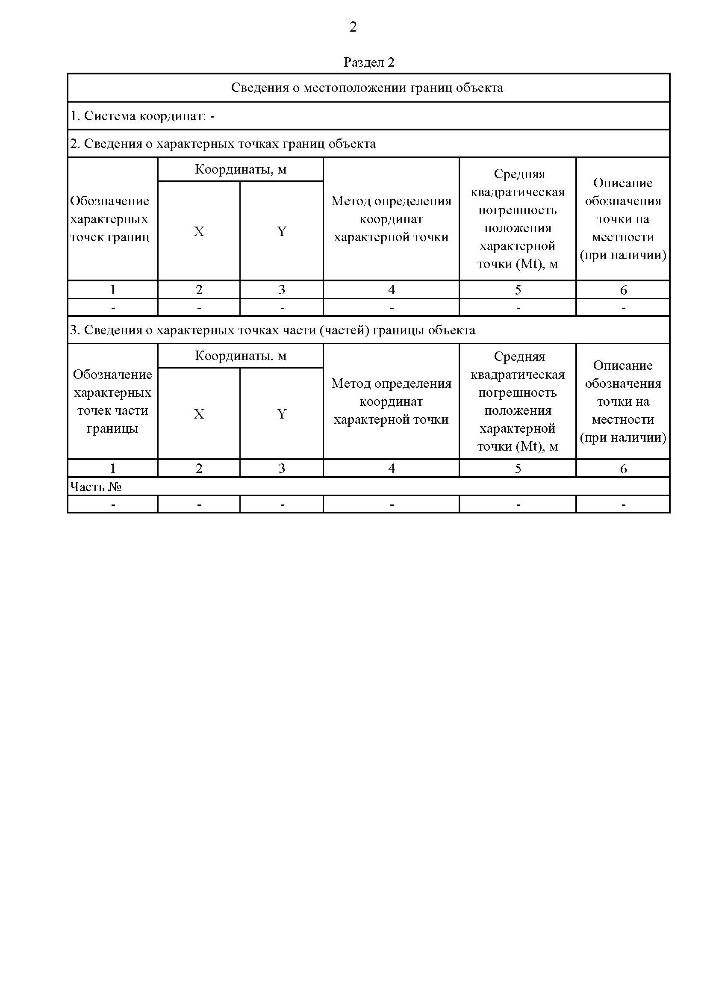 2
Раздел 2
Сведения о местоположении границ объекта
1. Система координат: -
2. Сведения о характерных точках границ объекта
Обозначение
характерных
точек границ
Координаты, м
X
Y
Метод определения
координат
характерной точки
Средняя
квадратическая
погрешность
положения
характерной
точки (Mt), м
Описание
обозначения
точки на
местности
(при наличии)
1 2 3 4 5 6
- - - - - -
3. Сведения о характерных точках части (частей) границы объекта
Обозначение
характерных
точек части
границы
Координаты, м
X
Y
Метод определения
координат
характерной точки
Средняя
квадратическая
погрешность
положения
характерной
точки (Mt), м
Описание
обозначения
точки на
местности
(при наличии)
1 2 3 4 5 6
Часть №
- - - - - -